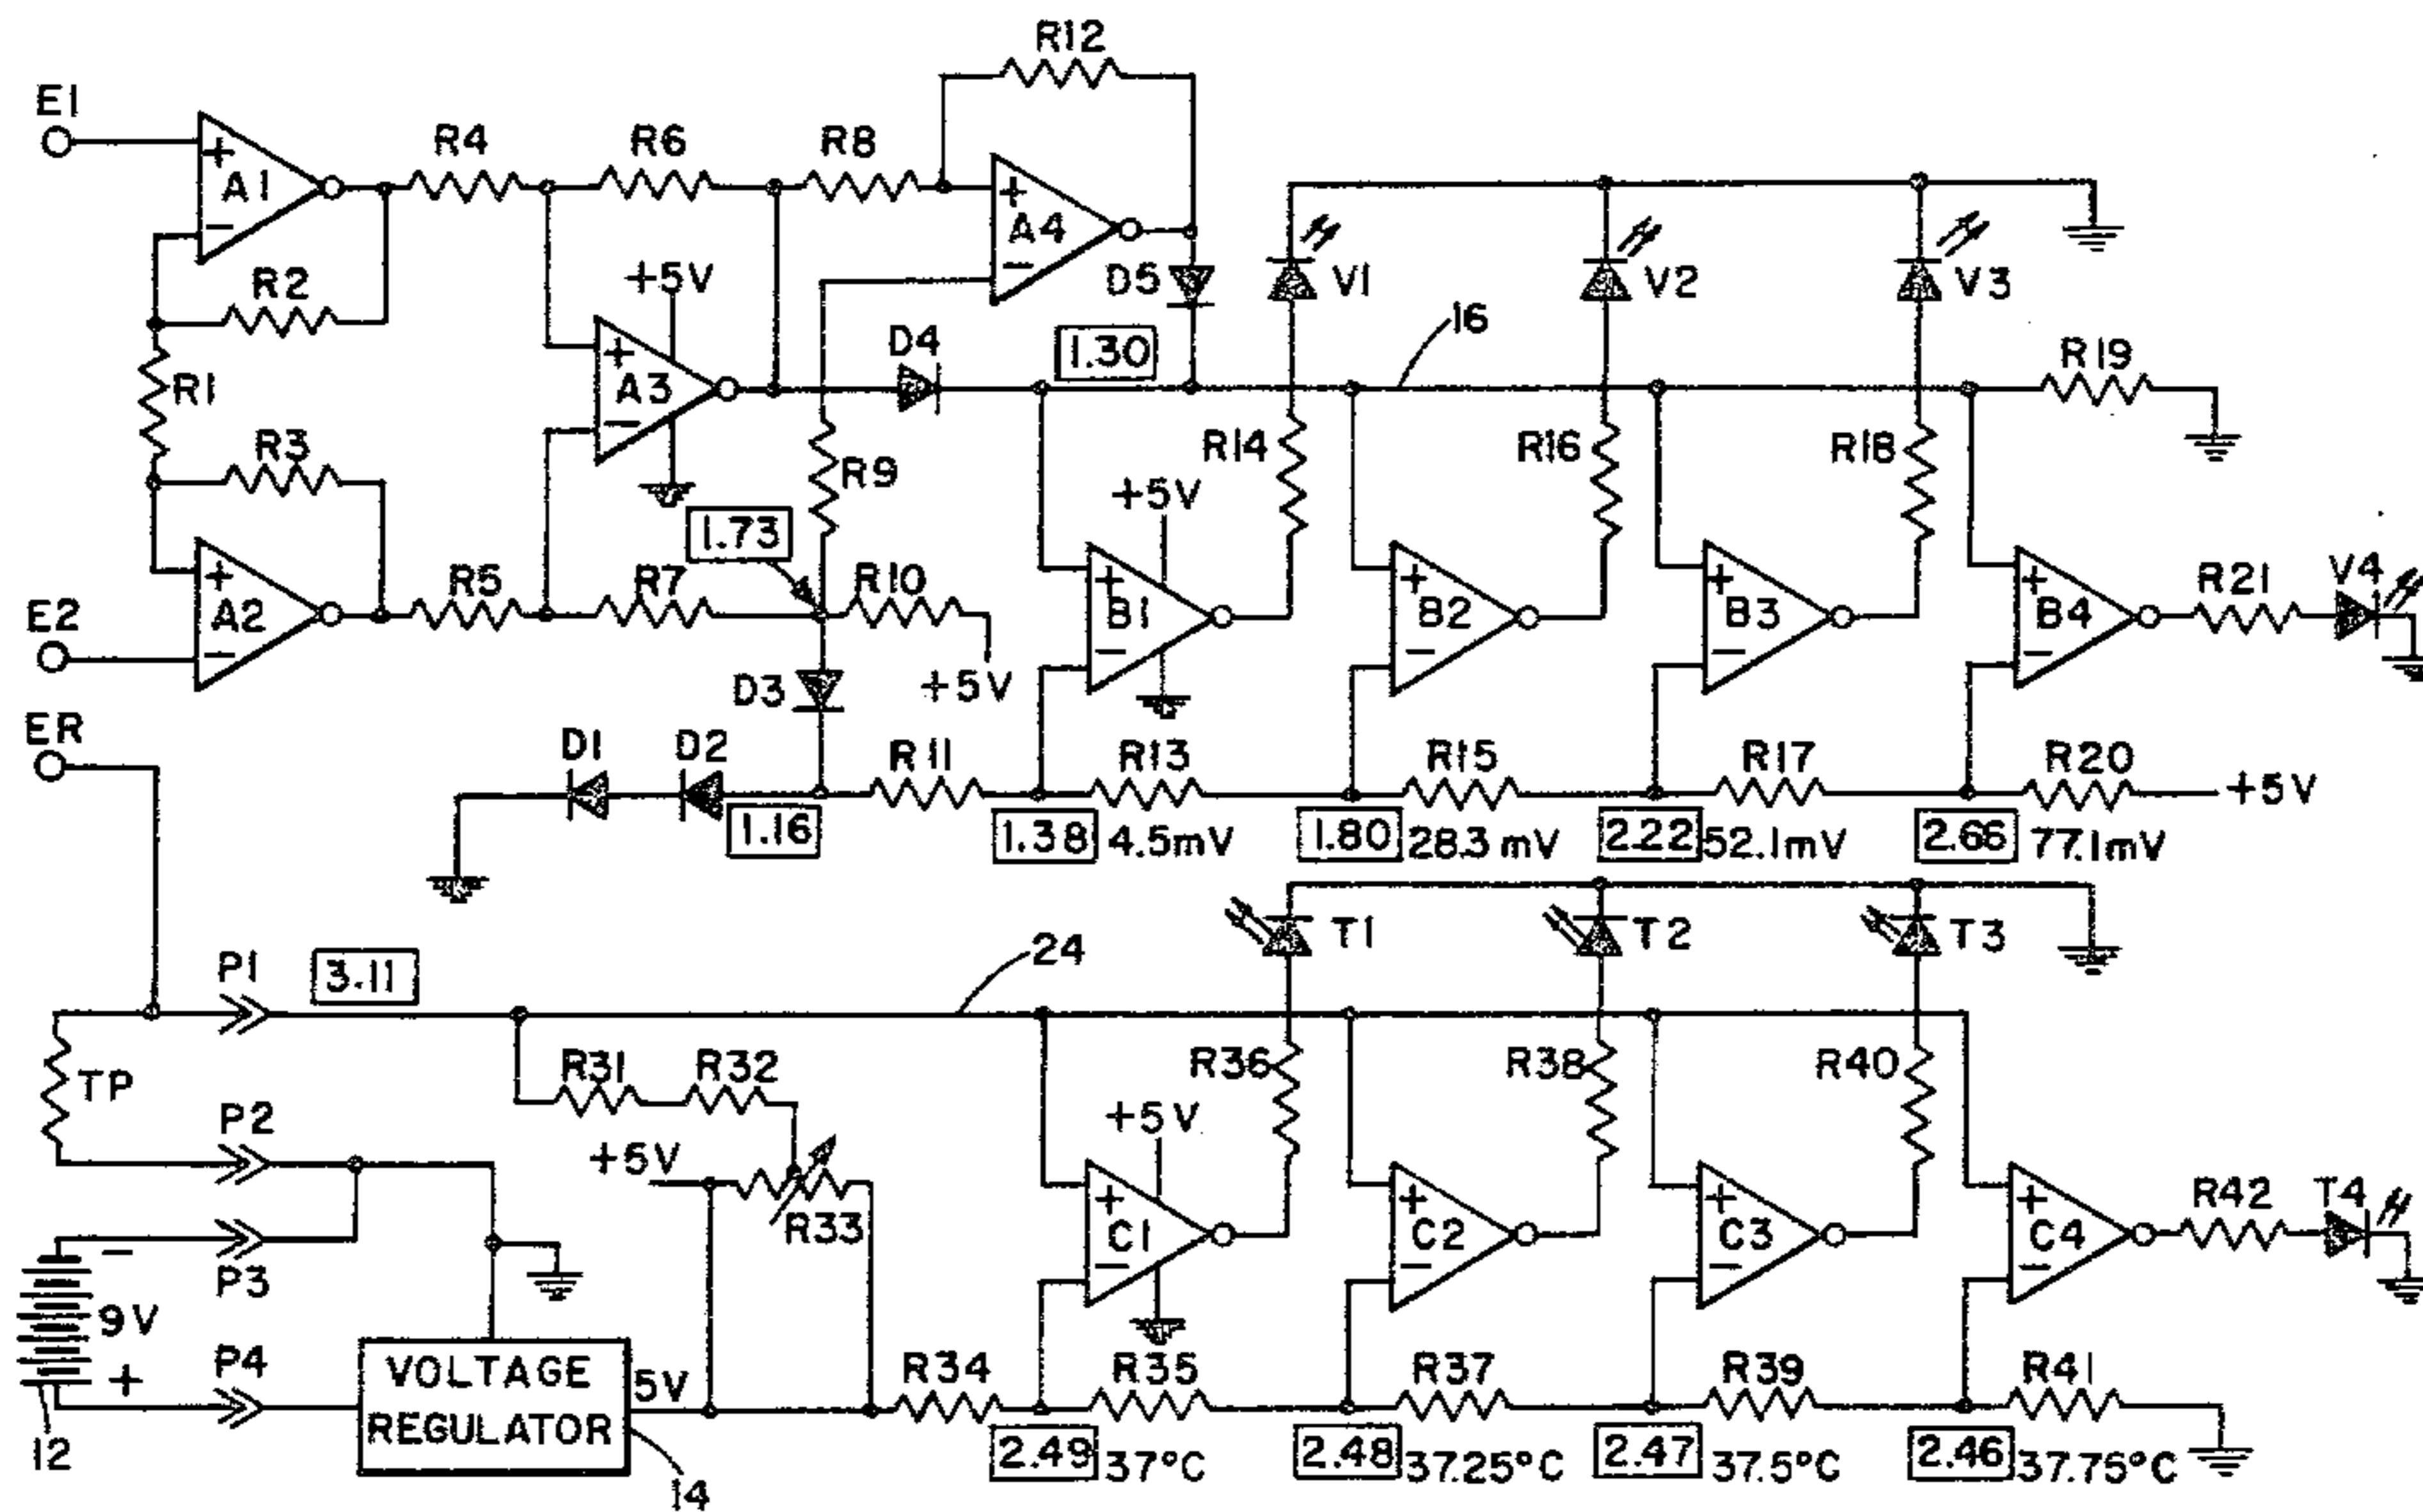 R12
E1
R4 R6 R8
+ A1 −
+ A4 −
R2
+5V
D5 V1 V2 V3
16
D4 1.30
R19
R1
+ A3 −
R3
R9
R14 R16 R18
+5V
1.73
R5 R7 R10
+ A2 −
E2
+ B1 −
+ B2 −
+ B3 −
+ B4 −
R21 V4
+5V
D3
ER
D1 D2 R11 R13 R15 R17 R20
+5V
1.16
1.38 4.5mV
1.80 28.3 mV
2.22 52.1mV
2.66 77.1mV
T1 T2 T3
24
P1 3.11
R31 R32
R36 R38 R40
TP
P2
+5V
+5V
R33
+ C1 −
+ C2 −
+ C3 −
+ C4 −
R42 T4
−
P3
9V
+
P4
VOLTAGE
REGULATOR
5V
R34 R35 R37 R39 R41
12
14
2.49 37°C
2.48 37.25°C
2.47 37.5°C
2.46 37.75°C